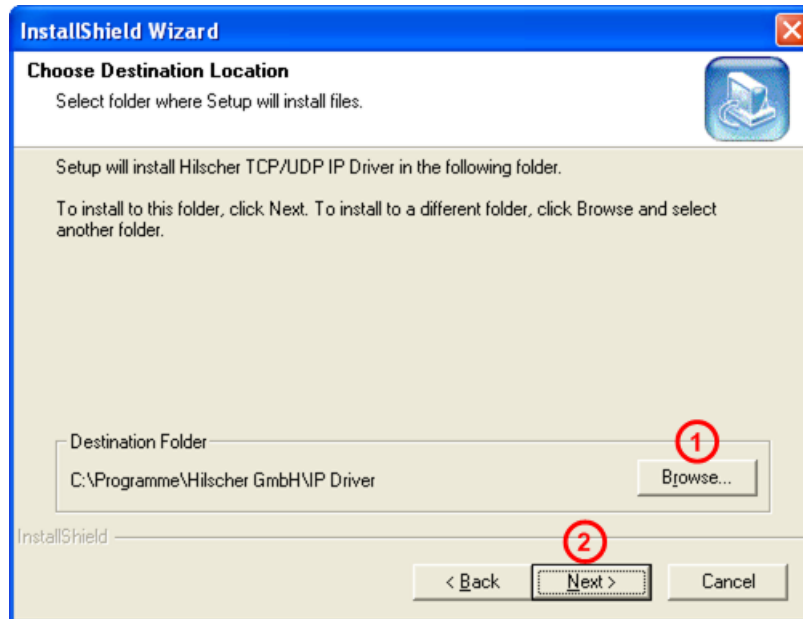 InstallShield Wizard
Choose Destination Location
Select folder where Setup will install files.
Setup will install Hilscher TCP/UDP IP Driver in the following folder.
To install to this folder, click Next. To install to a different folder, click Browse and select
another folder.
Destination Folder
1
C:\Programme\Hilscher GmbH\IP Driver
Browse...
InstallShield
2
< Back
Next >
Cancel